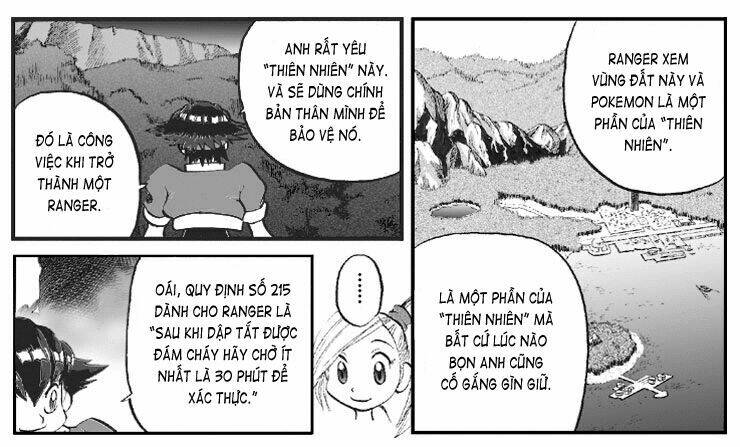 RANGER XEM
VÙNG ĐẤT NÀY VÀ
POKEMON LÀ MỘT
PHẦN CỦA "THIÊN
NHIÊN".
LÀ MỘT PHẦN CỦA
"THIÊN NHIÊN" MÀ
BẤT CỨ LÚC NÀO
BỌN ANH CŨNG
CỐ GẮNG GÌN GIỮ.
ANH RẤT YÊU
"THIÊN NHIÊN" NÀY.
VÀ SẼ DÙNG CHÍNH
BẢN THÂN MÌNH ĐỂ
BẢO VỆ NÓ.
ĐÓ LÀ CÔNG
VIỆC KHI TRỞ
THÀNH MỘT
RANGER.
......
OÁI, QUY ĐỊNH SỐ 215
DÀNH CHO RANGER LÀ
"SAU KHI DẬP TẮT ĐƯỢC
ĐÁM CHÁY HÃY CHỜ ÍT
NHẤT LÀ 30 PHÚT ĐỂ
XÁC THỰC."